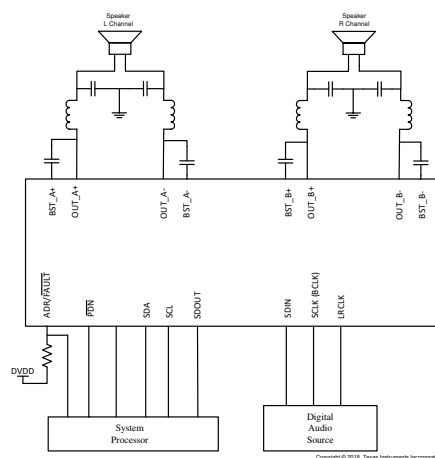 Speaker
L Channel
Speaker
R Channel
BST_A+
OUT_A+
OUT_A-
BST_A-
BST_B+
OUT_B+
OUT_B-
BST_B-
ADR/FAULT
PDN
SDA
SCL
SDOUT
SDIN
SCLK (BCLK)
LRCLK
DVDD
System
Processor
Digital
Audio
Source
Copyright © 2018, Texas Instruments Incorporat